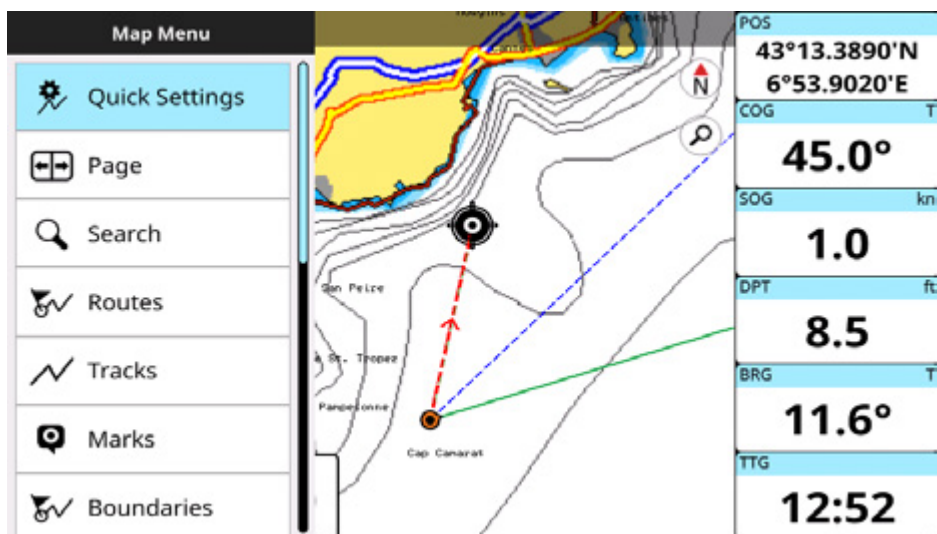 Map Menu
Quick Settings
Page
Search
Routes
Tracks
Marks
Boundaries
N
San Peire
St. Tropez
Pampelonne
Cap Camarat
POS
43°13.3890'N
6°53.9020'E
COG T
45.0°
SOG kn
1.0
DPT ft
8.5
BRG T
11.6°
TTG
12:52